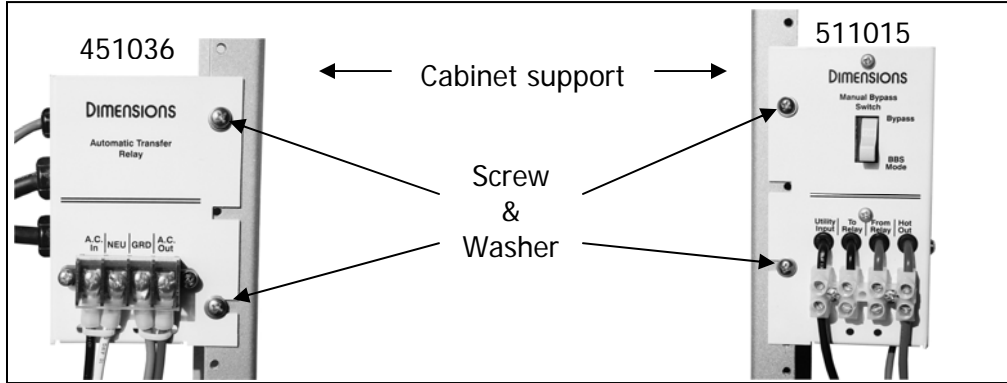 451036
DIMENSIONS
Automatic Transfer
Relay
A.C.
In
NEU
GRD
A.C.
Out
Cabinet support
Screw
&
Washer
511015
DIMENSIONS
Manual Bypass
Switch
Bypass
BBS
Mode
Utility
Input
To
Relay
From
Relay
Hot
Out